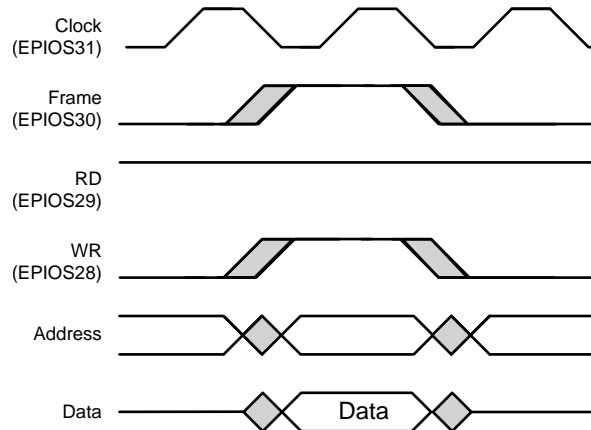 Clock
(EPIOS31)
Frame
(EPIOS30)
RD
(EPIOS29)
WR
(EPIOS28)
Address
Data
Data